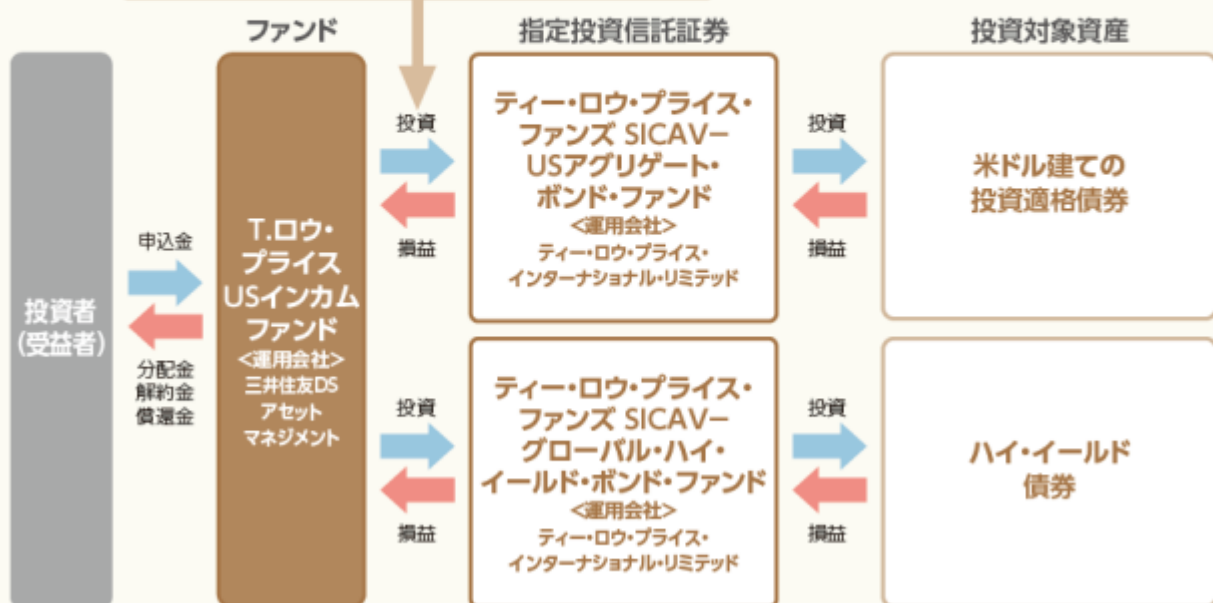 ファンド
指定投資信託証券
投資対象資産
投資者
(受益者)
申込金
分配金
解約金
償還金
T.ロウ・
プライス
USインカム
ファンド
<運用会社>
三井住友DS
アセット
マネジメント
投資
損益
ティー・ロウ・プライス・
ファンズ SICAV−
USアグリゲート・
ボンド・ファンド
<運用会社>
ティー・ロウ・プライス・
インターナショナル・リミテッド
投資
損益
米ドル建ての
投資適格債券
投資
損益
ティー・ロウ・プライス・
ファンズ SICAV−
グローバル・ハイ・
イールド・ボンド・ファンド
<運用会社>
ティー・ロウ・プライス・
インターナショナル・リミテッド
投資
損益
ハイ・イールド
債券